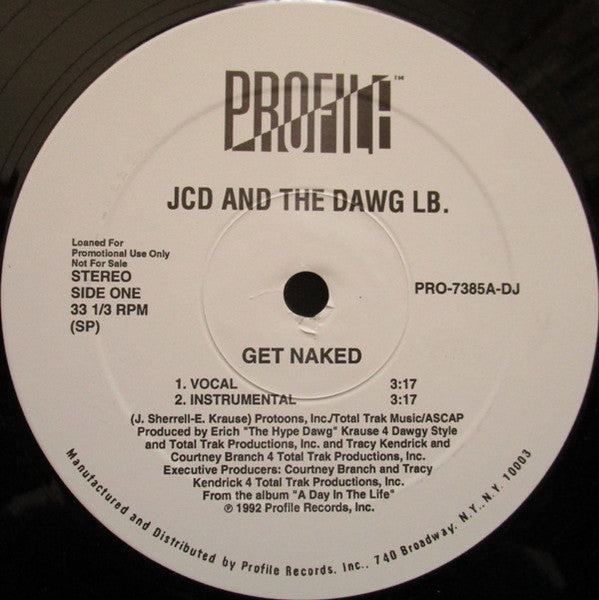 PROFILE™
JCD AND THE DAWG LB.
Loaned For
Promotional Use Only
Not For Sale
STEREO
SIDE ONE
33 1/3 RPM
(SP)
PRO-7385A-DJ
GET NAKED
1. VOCAL 3:17
2. INSTRUMENTAL 3:17
(J. Sherrell-E. Krause) Protoons, Inc./Total Trak Music/ASCAP
Produced by Erich "The Hype Dawg" Krause 4 Dawgy Style
and Total Trak Productions, Inc. and Tracy Kendrick and
Courtney Branch 4 Total Trak Productions, Inc.
Executive Producers: Courtney Branch and Tracy
Kendrick 4 Total Trak Productions, Inc.
From the album "A Day In The Life"
℗ 1992 Profile Records, Inc.
Manufactured and Distributed by Profile Records, Inc., 740 Broadway, N.Y., N.Y. 10003